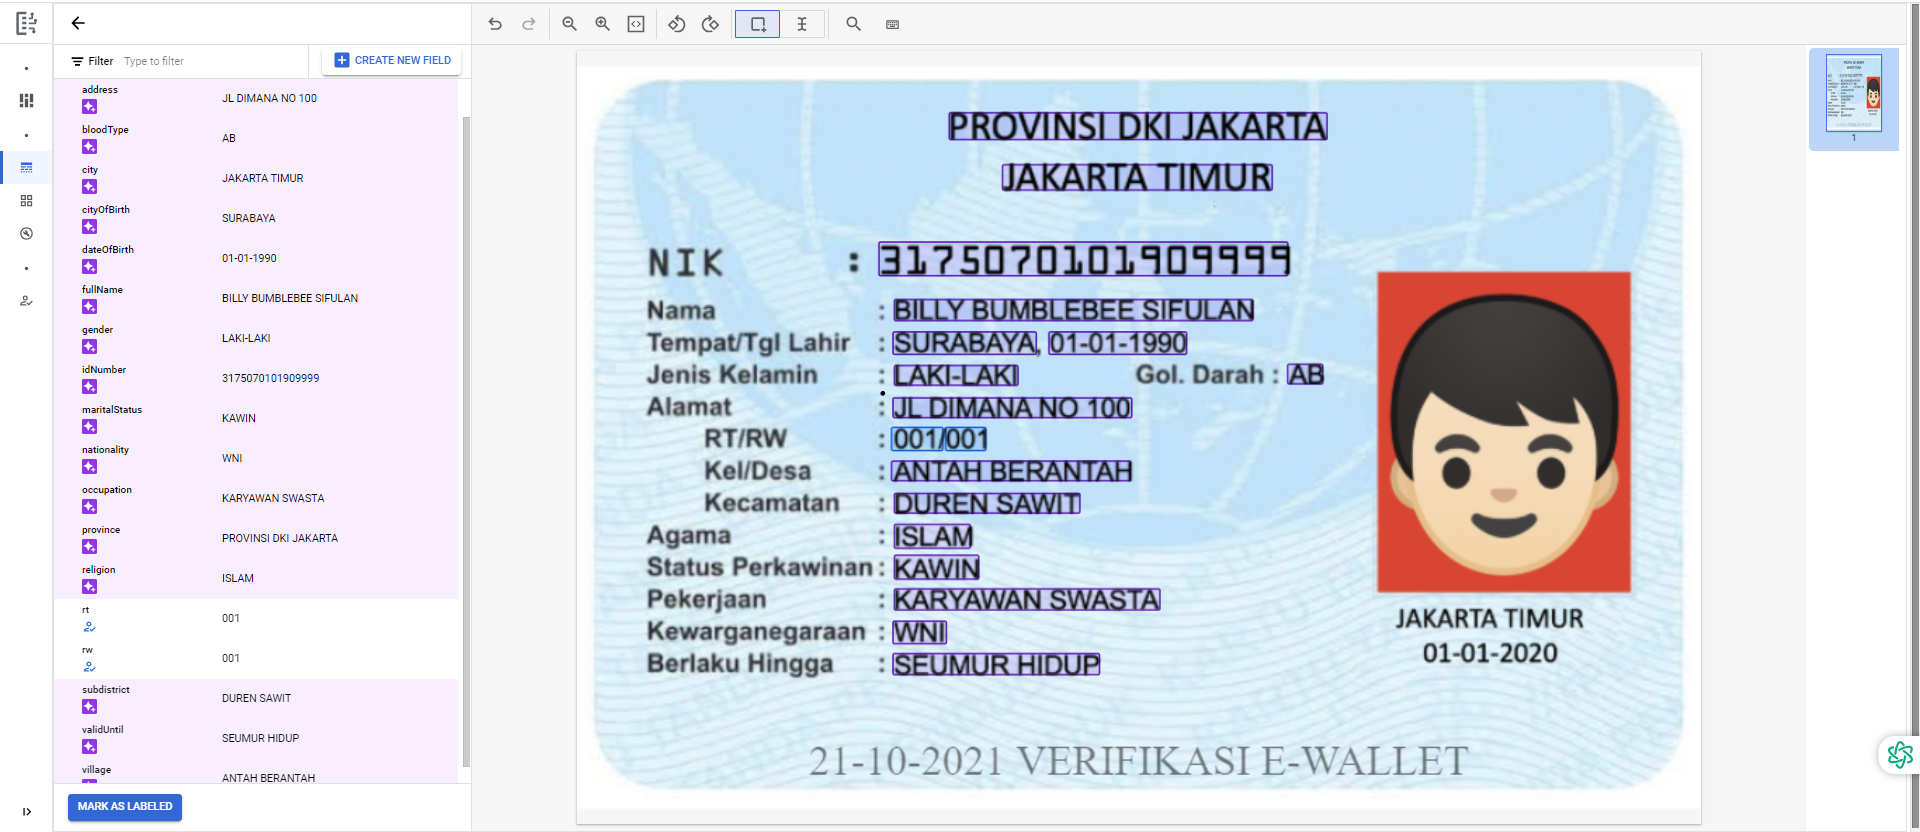 Filter
Type to filter
CREATE NEW FIELD
address
JL DIMANA NO 100
bloodType
AB
city
JAKARTA TIMUR
cityOfBirth
SURABAYA
dateOfBirth
01-01-1990
fullName
BILLY BUMBLEBEE SIFULAN
gender
LAKI-LAKI
idNumber
3175070101909999
maritalStatus
KAWIN
nationality
WNI
occupation
KARYAWAN SWASTA
province
PROVINSI DKI JAKARTA
religion
ISLAM
rt
001
rw
001
subdistrict
DUREN SAWIT
validUntil
SEUMUR HIDUP
village
ANTAH BERANTAH
MARK AS LABELED
PROVINSI DKI JAKARTA
JAKARTA TIMUR
NIK : 3175070101909999
Nama : BILLY BUMBLEBEE SIFULAN
Tempat/Tgl Lahir : SURABAYA, 01-01-1990
Jenis Kelamin : LAKI-LAKI Gol. Darah : AB
Alamat : JL DIMANA NO 100
RT/RW : 001/001
Kel/Desa : ANTAH BERANTAH
Kecamatan : DUREN SAWIT
Agama : ISLAM
Status Perkawinan : KAWIN
Pekerjaan : KARYAWAN SWASTA
Kewarganegaraan : WNI
Berlaku Hingga : SEUMUR HIDUP
JAKARTA TIMUR
01-01-2020
21-10-2021 VERIFIKASI E-WALLET
1